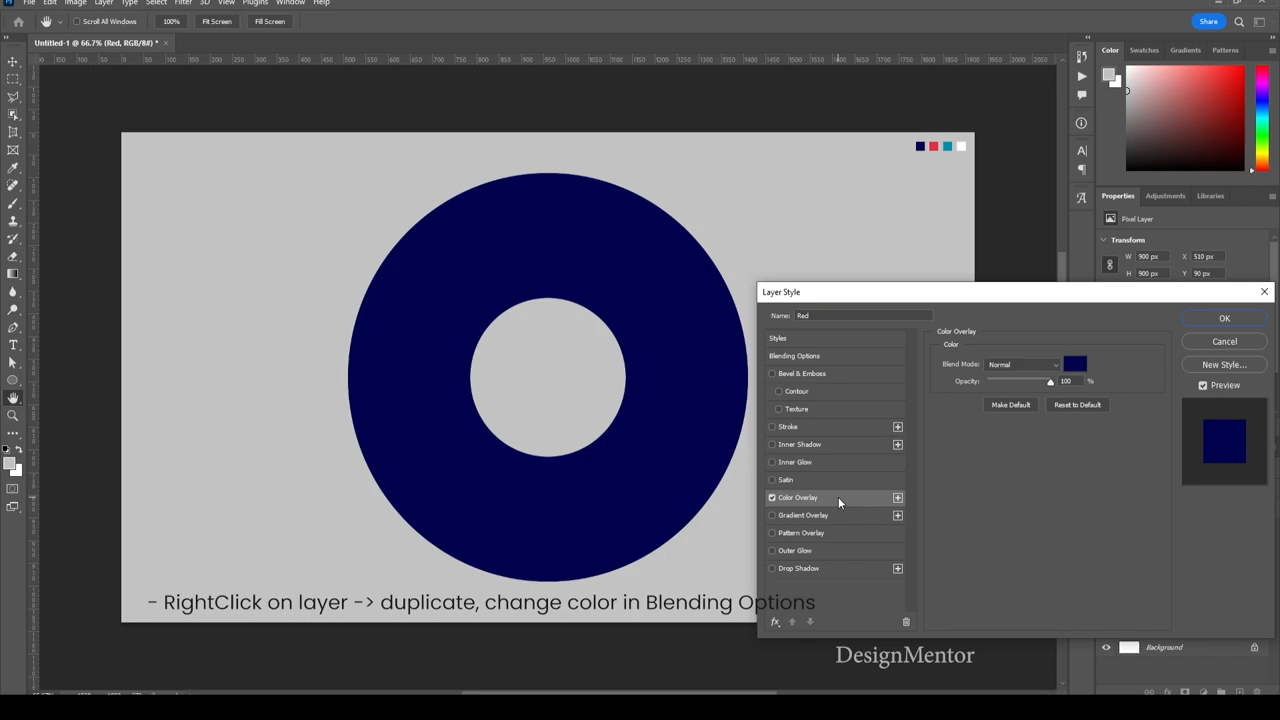 File Edit Image Layer Type Select Filter 3D View Plugins Window Help
Scroll All Windows 100% Fit Screen Fill Screen Share
Untitled-1 @ 66.7% (Red, RGB/8#) * ×
Color Swatches Gradients Patterns
Properties Adjustments Libraries
Pixel Layer
Transform
W 900 px X 510 px
H 900 px Y 90 px
Layer Style
Name: Red
Styles
Blending Options
Bevel & Emboss
Contour
Texture
Stroke
Inner Shadow
Inner Glow
Satin
Color Overlay
Gradient Overlay
Pattern Overlay
Outer Glow
Drop Shadow
fx
Color Overlay
Color
Blend Mode: Normal
Opacity: 100 %
Make Default Reset to Default
OK
Cancel
New Style...
Preview
- RightClick on layer -> duplicate, change color in Blending Options
DesignMentor
Background